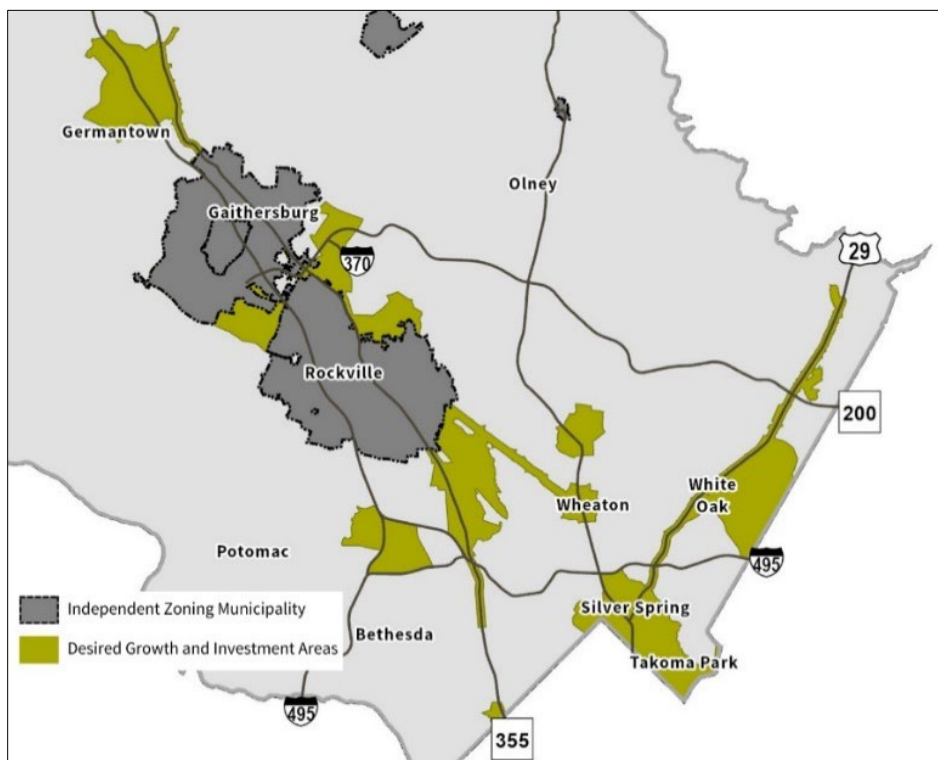 Germantown
Gaithersburg
Olney
370
29
Rockville
200
White
Oak
Wheaton
Potomac
495
Independent Zoning Municipality
Silver Spring
Desired Growth and Investment Areas
Bethesda
Takoma Park
495
355